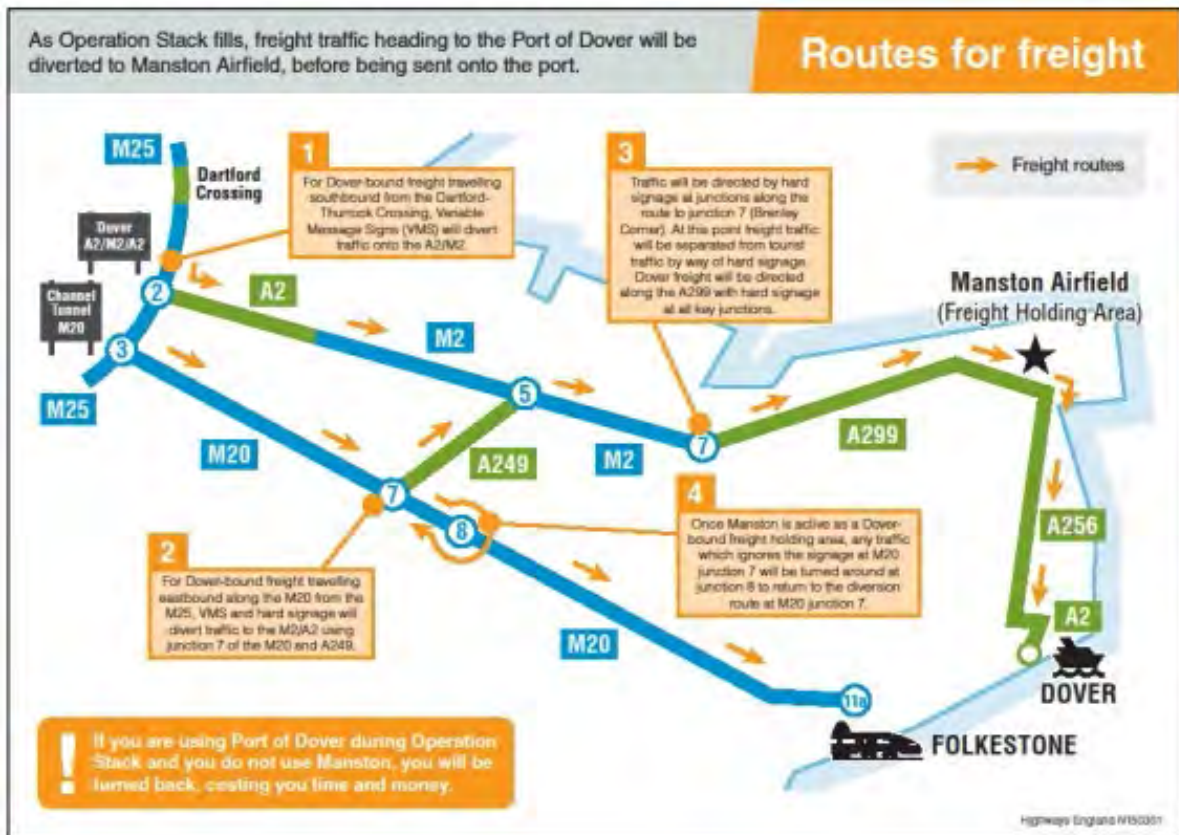 As Operation Stack fills, freight traffic heading to the Port of Dover will be
diverted to Manston Airfield, before being sent onto the port.
Routes for freight
M25
Dartford
Crossing
Dover
A2/M2/A2
Channel
Tunnel
M20
1
For Dover-bound freight travelling
southbound from the Dartford-
Thurrock Crossing, Variable
Message Signs (VMS) will divert
traffic onto the A2/M2.
3
Traffic will be directed by hard
signage at junctions along the
route to junction 7 (Brenley
Corner). At this point freight traffic
will be separated from tourist
traffic by way of hard signage.
Dover freight will be directed
along the A299 with hard signage
at all key junctions.
Freight routes
Manston Airfield
(Freight Holding Area)
2
A2
M2
3
M25
5
M20
A249
M2
7
A299
7
8
A256
2
For Dover-bound freight travelling
eastbound along the M20 from the
M25, VMS and hard signage will
divert traffic to the M2/A2 using
junction 7 of the M20 and A249.
4
Once Manston is active as a Dover-
bound freight holding area, any traffic
which ignores the signage at M20
junction 7 will be turned around at
junction 8 to return to the diversion
route at M20 junction 7.
M20
A2
DOVER
11a
FOLKESTONE
! If you are using Port of Dover during Operation
Stack and you do not use Manston, you will be
turned back, costing you time and money.
Highways England